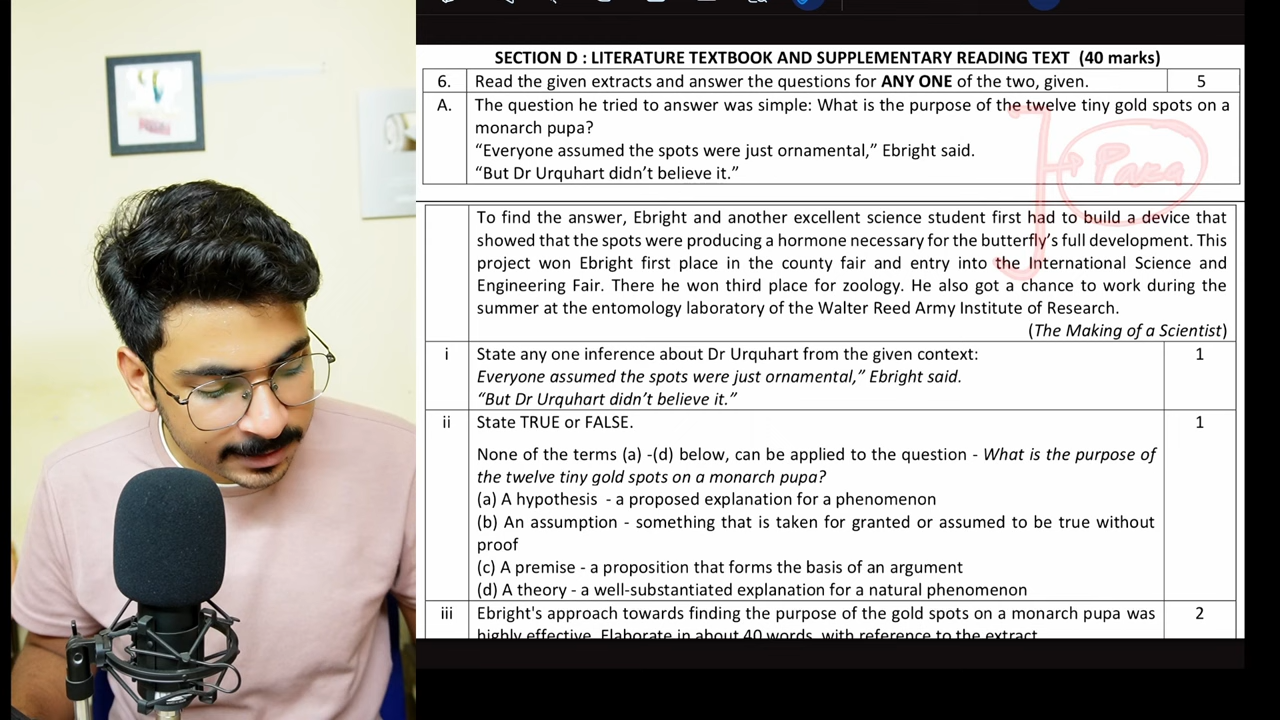 SECTION D : LITERATURE TEXTBOOK AND SUPPLEMENTARY READING TEXT (40 marks)
6. Read the given extracts and answer the questions for ANY ONE of the two, given. 5
A. The question he tried to answer was simple: What is the purpose of the twelve tiny gold spots on a
monarch pupa?
“Everyone assumed the spots were just ornamental,” Ebright said.
“But Dr Urquhart didn’t believe it.”
Para
To find the answer, Ebright and another excellent science student first had to build a device that
showed that the spots were producing a hormone necessary for the butterfly’s full development. This
project won Ebright first place in the county fair and entry into the International Science and
Engineering Fair. There he won third place for zoology. He also got a chance to work during the
summer at the entomology laboratory of the Walter Reed Army Institute of Research.
(The Making of a Scientist)
i State any one inference about Dr Urquhart from the given context: 1
Everyone assumed the spots were just ornamental,” Ebright said.
“But Dr Urquhart didn’t believe it.”
ii State TRUE or FALSE. 1
None of the terms (a) -(d) below, can be applied to the question - What is the purpose of
the twelve tiny gold spots on a monarch pupa?
(a) A hypothesis - a proposed explanation for a phenomenon
(b) An assumption - something that is taken for granted or assumed to be true without
proof
(c) A premise - a proposition that forms the basis of an argument
(d) A theory - a well-substantiated explanation for a natural phenomenon
iii Ebright's approach towards finding the purpose of the gold spots on a monarch pupa was 2
highly effective. Elaborate in about 40 words, with reference to the extract.